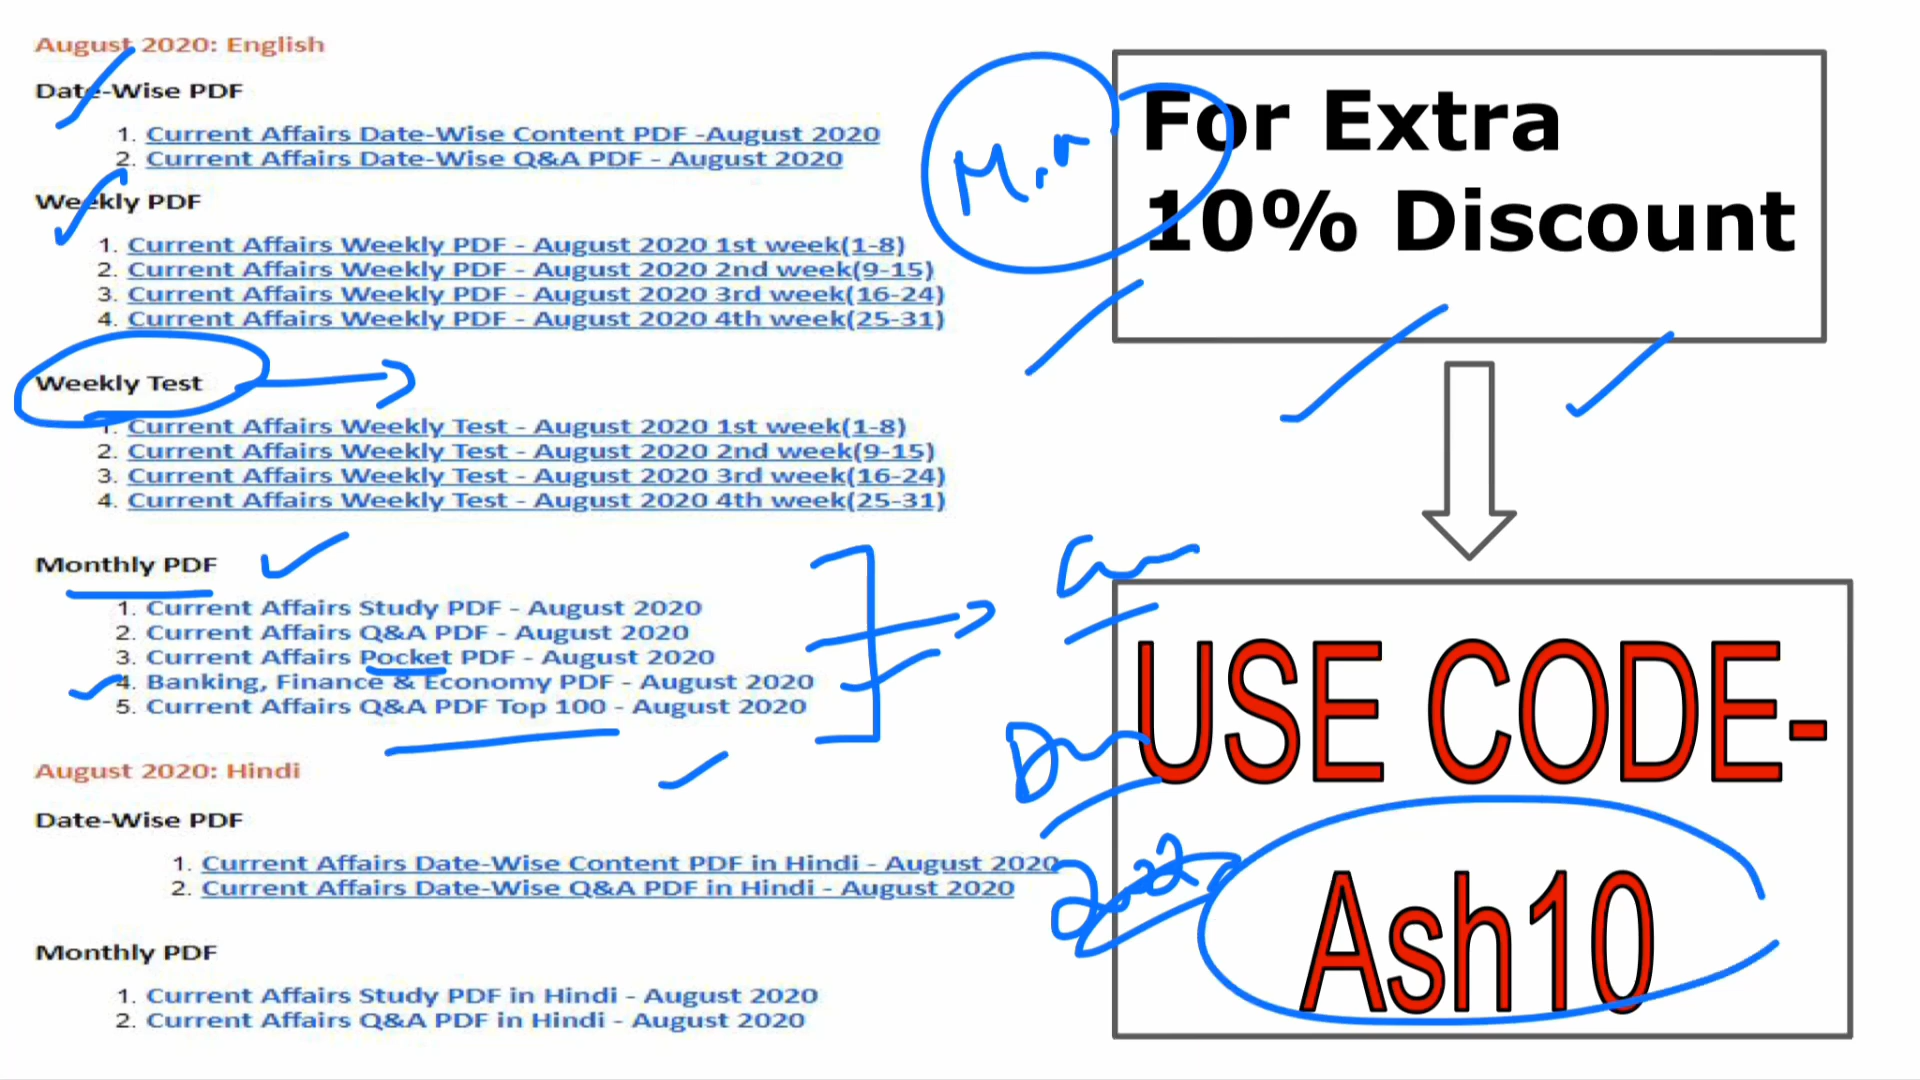 August 2020: English
Date-Wise PDF
1. Current Affairs Date-Wise Content PDF -August 2020
2. Current Affairs Date-Wise Q&A PDF - August 2020
Weekly PDF
1. Current Affairs Weekly PDF - August 2020 1st week(1-8)
2. Current Affairs Weekly PDF - August 2020 2nd week(9-15)
3. Current Affairs Weekly PDF - August 2020 3rd week(16-24)
4. Current Affairs Weekly PDF - August 2020 4th week(25-31)
Weekly Test
1. Current Affairs Weekly Test - August 2020 1st week(1-8)
2. Current Affairs Weekly Test - August 2020 2nd week(9-15)
3. Current Affairs Weekly Test - August 2020 3rd week(16-24)
4. Current Affairs Weekly Test - August 2020 4th week(25-31)
Monthly PDF
1. Current Affairs Study PDF - August 2020
2. Current Affairs Q&A PDF - August 2020
3. Current Affairs Pocket PDF - August 2020
4. Banking, Finance & Economy PDF - August 2020
5. Current Affairs Q&A PDF Top 100 - August 2020
August 2020: Hindi
Date-Wise PDF
1. Current Affairs Date-Wise Content PDF in Hindi - August 2020
2. Current Affairs Date-Wise Q&A PDF in Hindi - August 2020
Monthly PDF
1. Current Affairs Study PDF in Hindi - August 2020
2. Current Affairs Q&A PDF in Hindi - August 2020
For Extra
10% Discount
USE CODE-
Ash10